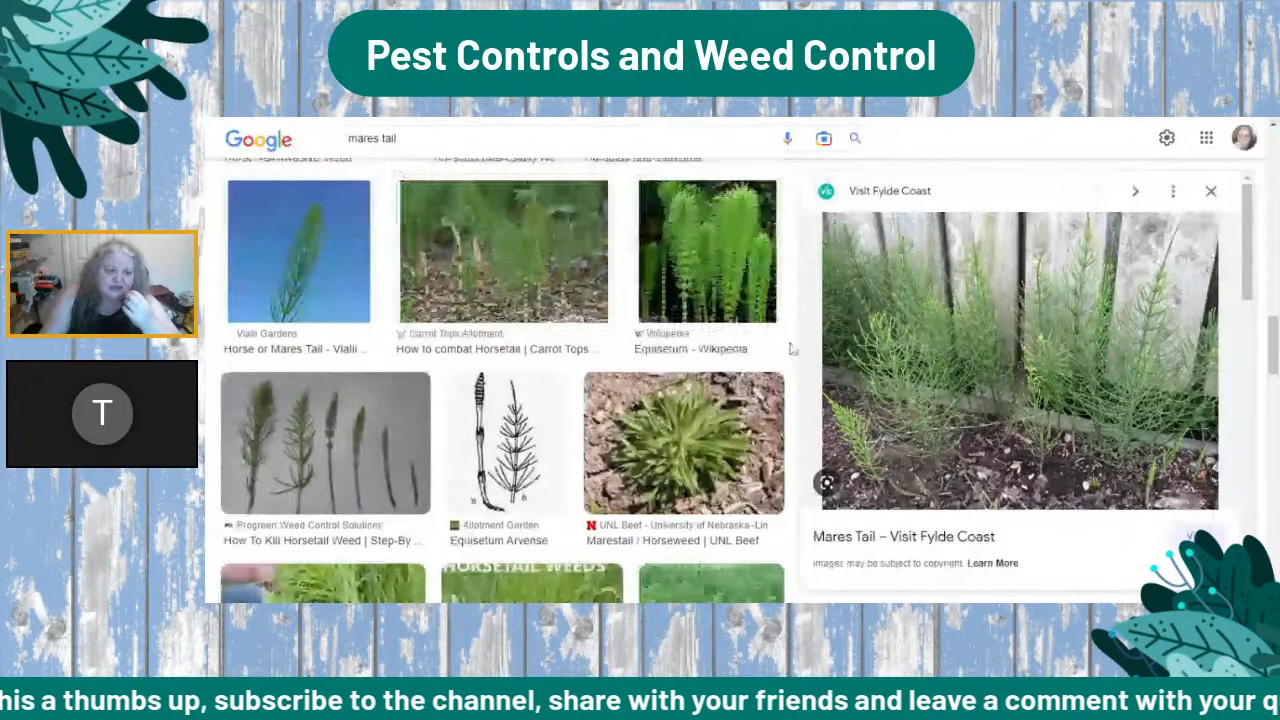 Pest Controls and Weed Control
Google
mares tail
Visit Fylde Coast
Vialii Gardens
Horse or Mares Tail - Vialii ...
Carrot Tops Allotment
How to combat Horsetail | Carrot Tops ...
Wikipedia
Equisetum - Wikipedia
T
Progreen Weed Control Solutions
How To Kill Horsetail Weed | Step-By ...
Allotment Garden
Equisetum Arvense
UNL Beef - University of Nebraska–Lin
Marestail / Horseweed | UNL Beef
Mares Tail – Visit Fylde Coast
Images may be subject to copyright. Learn More
HORSETAIL WEEDS
his a thumbs up, subscribe to the channel, share with your friends and leave a comment with your q